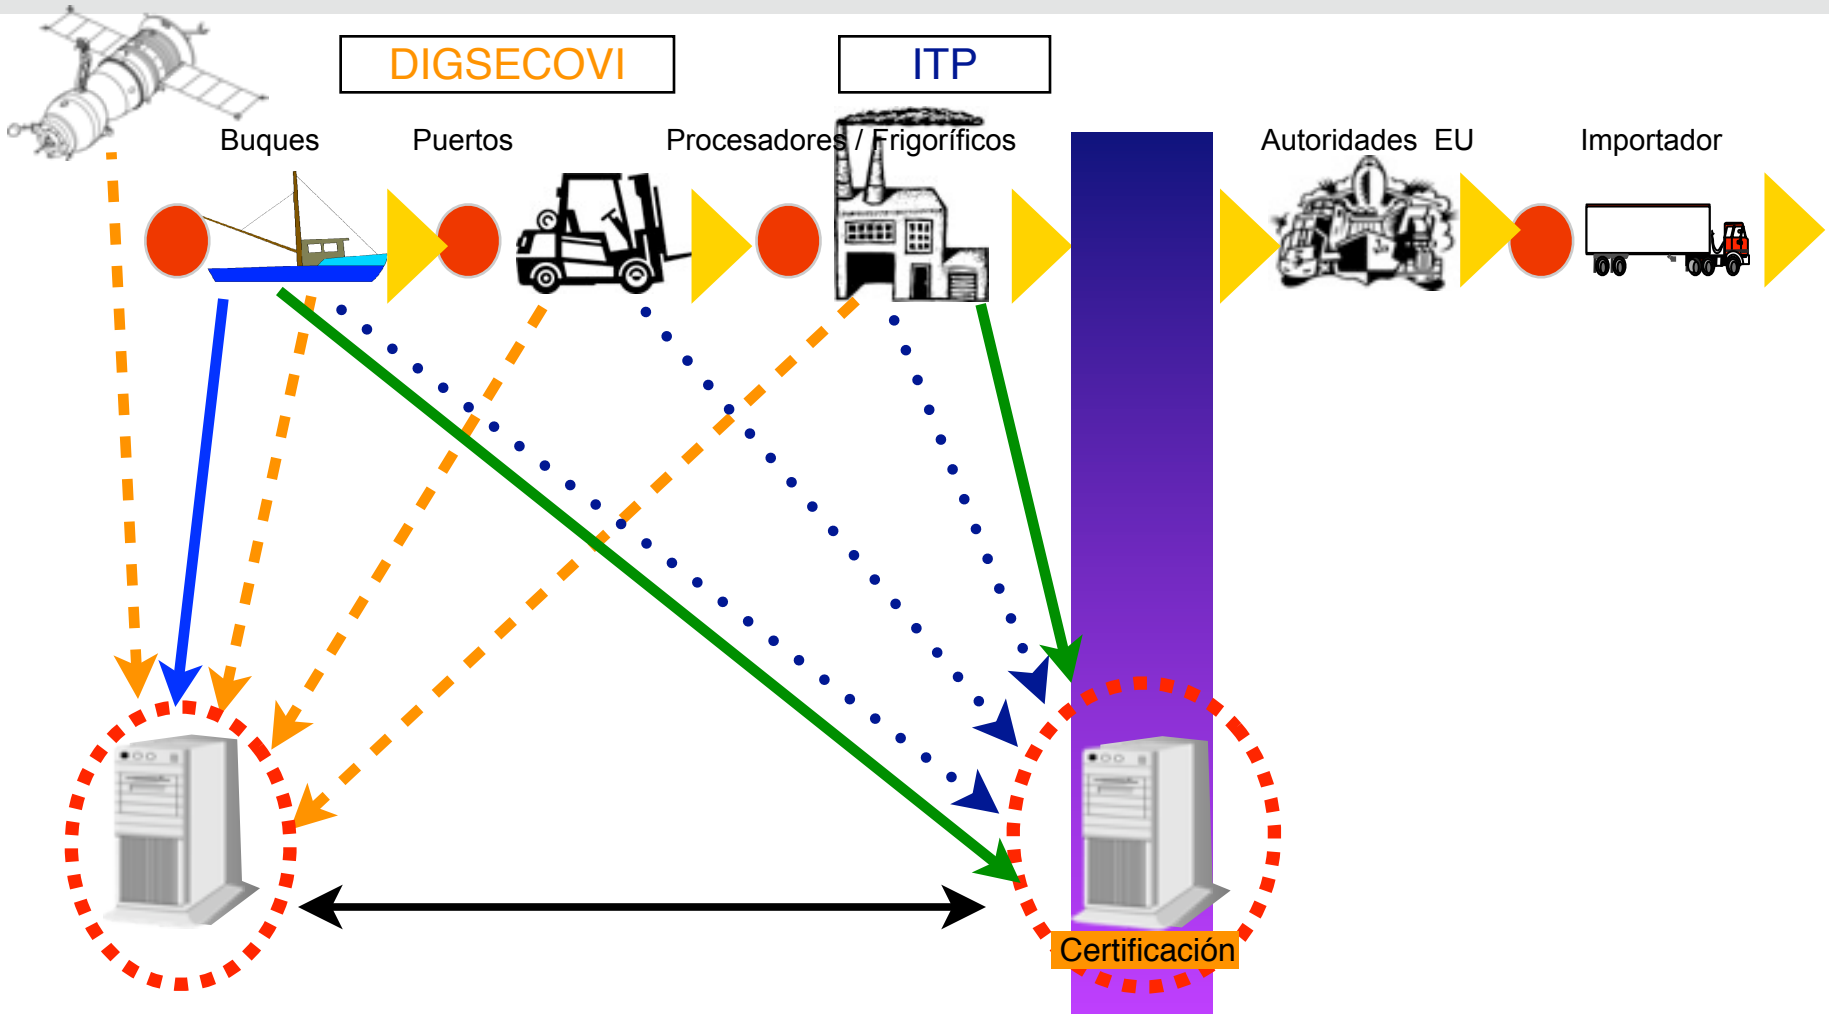 DIGSECOVI
ITP
Buques
Puertos
Procesadores / Frigoríficos
Autoridades EU
Importador
Certificación